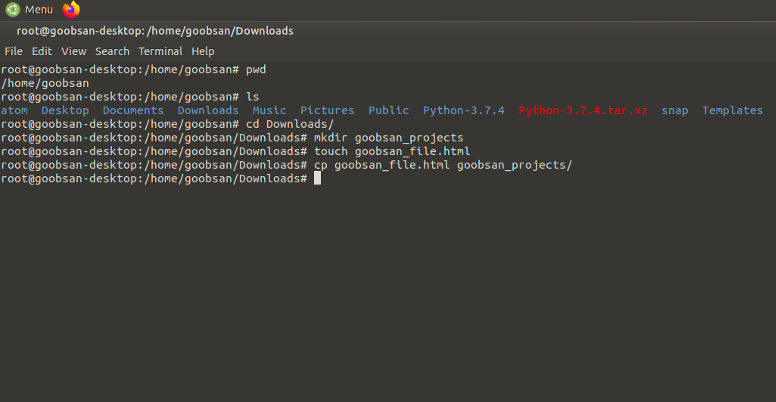 Menu
root@goobsan-desktop: /home/goobsan/Downloads
File Edit View Search Terminal Help
root@goobsan-desktop:/home/goobsan# pwd
/home/goobsan
root@goobsan-desktop:/home/goobsan# ls
atom Desktop Documents Downloads Music Pictures Public Python-3.7.4 Python-3.7.4.tar.xz snap Templates
root@goobsan-desktop:/home/goobsan# cd Downloads/
root@goobsan-desktop:/home/goobsan/Downloads# mkdir goobsan_projects
root@goobsan-desktop:/home/goobsan/Downloads# touch goobsan_file.html
root@goobsan-desktop:/home/goobsan/Downloads# cp goobsan_file.html goobsan_projects/
root@goobsan-desktop:/home/goobsan/Downloads#